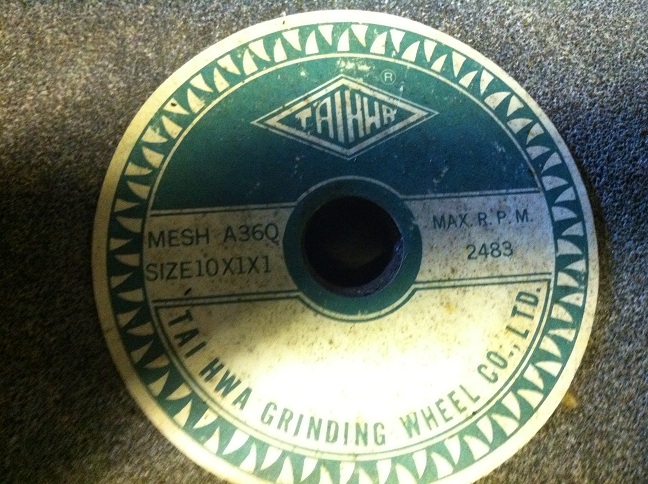 ®
TAIHWA
MESH A36Q
SIZE10X1X1
MAX. R. P. M.
2483
TAI HWA GRINDING WHEEL CO., LTD.